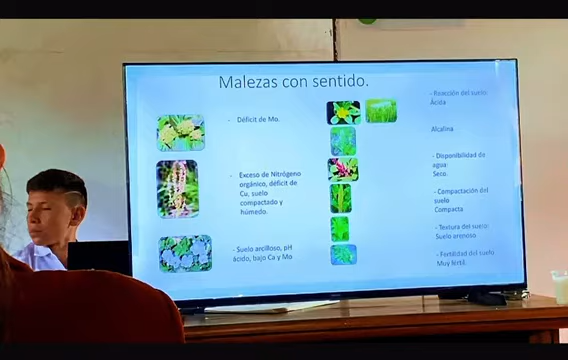 Malezas con sentido.
- Déficit de Mo.
- Exceso de Nitrógeno
orgánico, déficit de
Cu, suelo
compactado y
húmedo.
- Suelo arcilloso, pH
ácido, bajo Ca y Mo
- Reacción del suelo:
Ácida
Alcalina
- Disponibilidad de
agua:
Seco.
- Compactación del
suelo
Compacta
- Textura del suelo:
Suelo arenoso
- Fertilidad del suelo
Muy fértil.